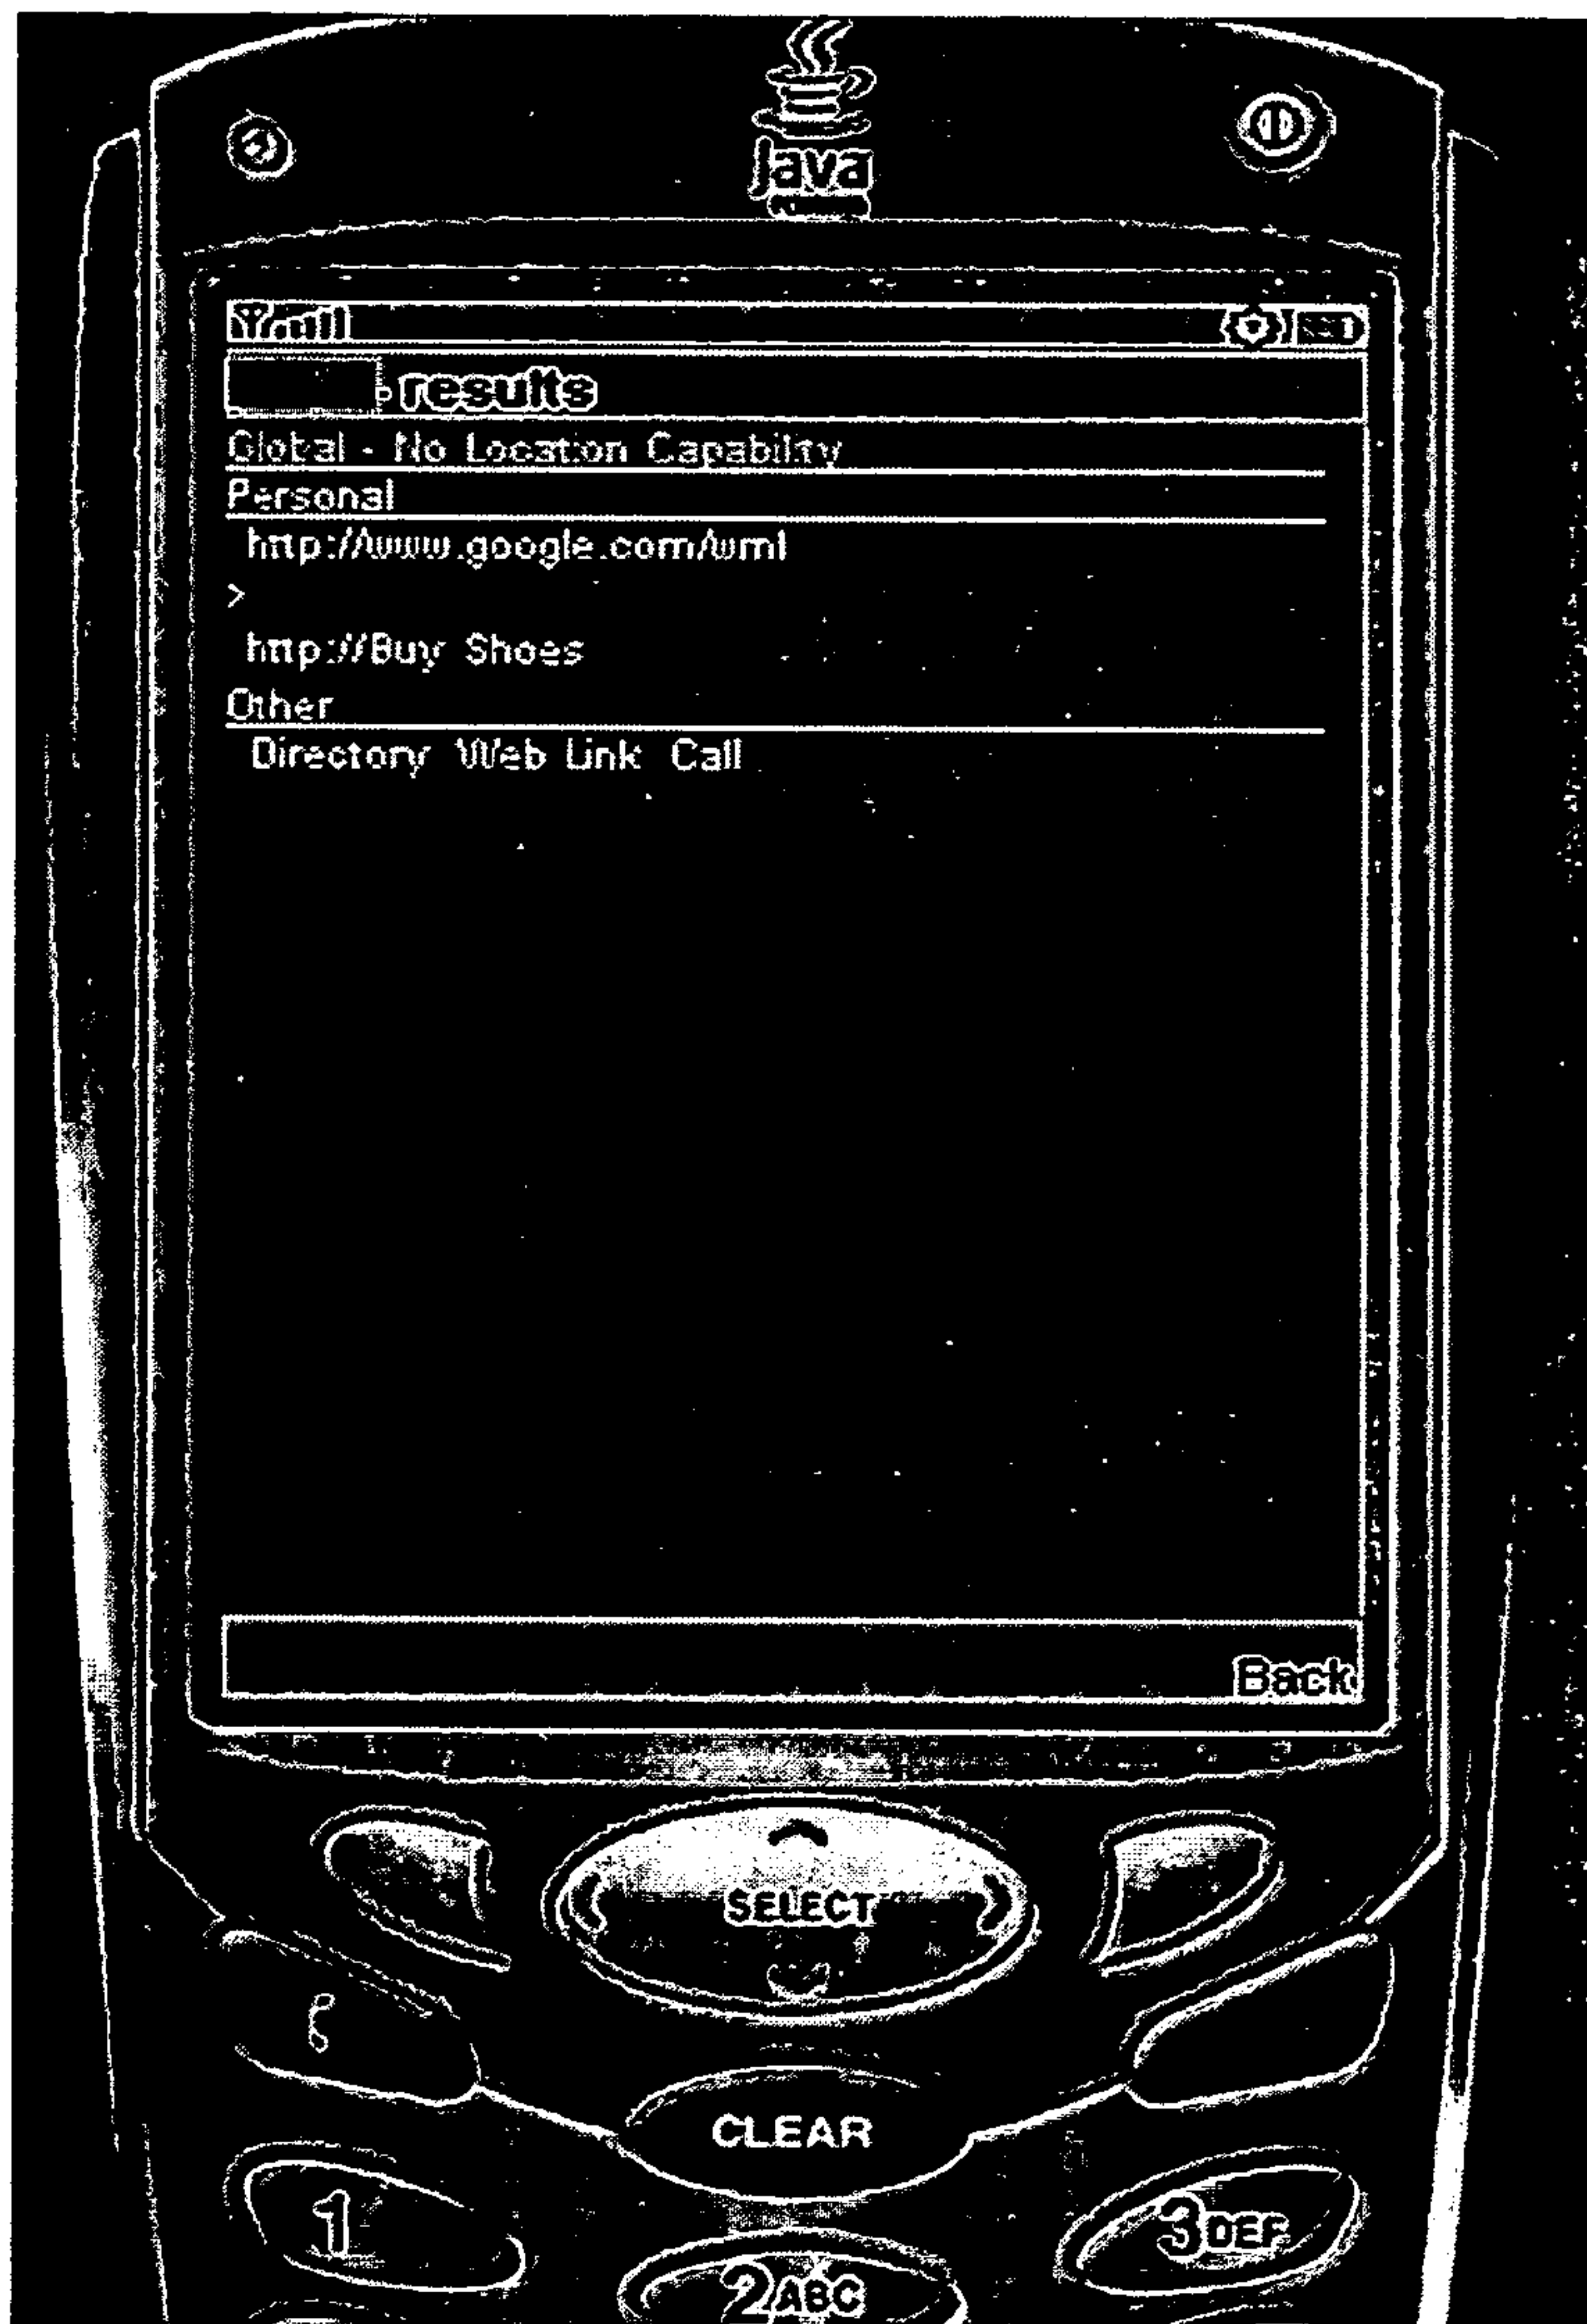 Java
results
Global - No Location Capability
Personal
http://www.google.com/wml
>
http://Buy Shoes
Other
Directory Web Link Call
Back
SELECT
CLEAR
1
3DEF
2ABC